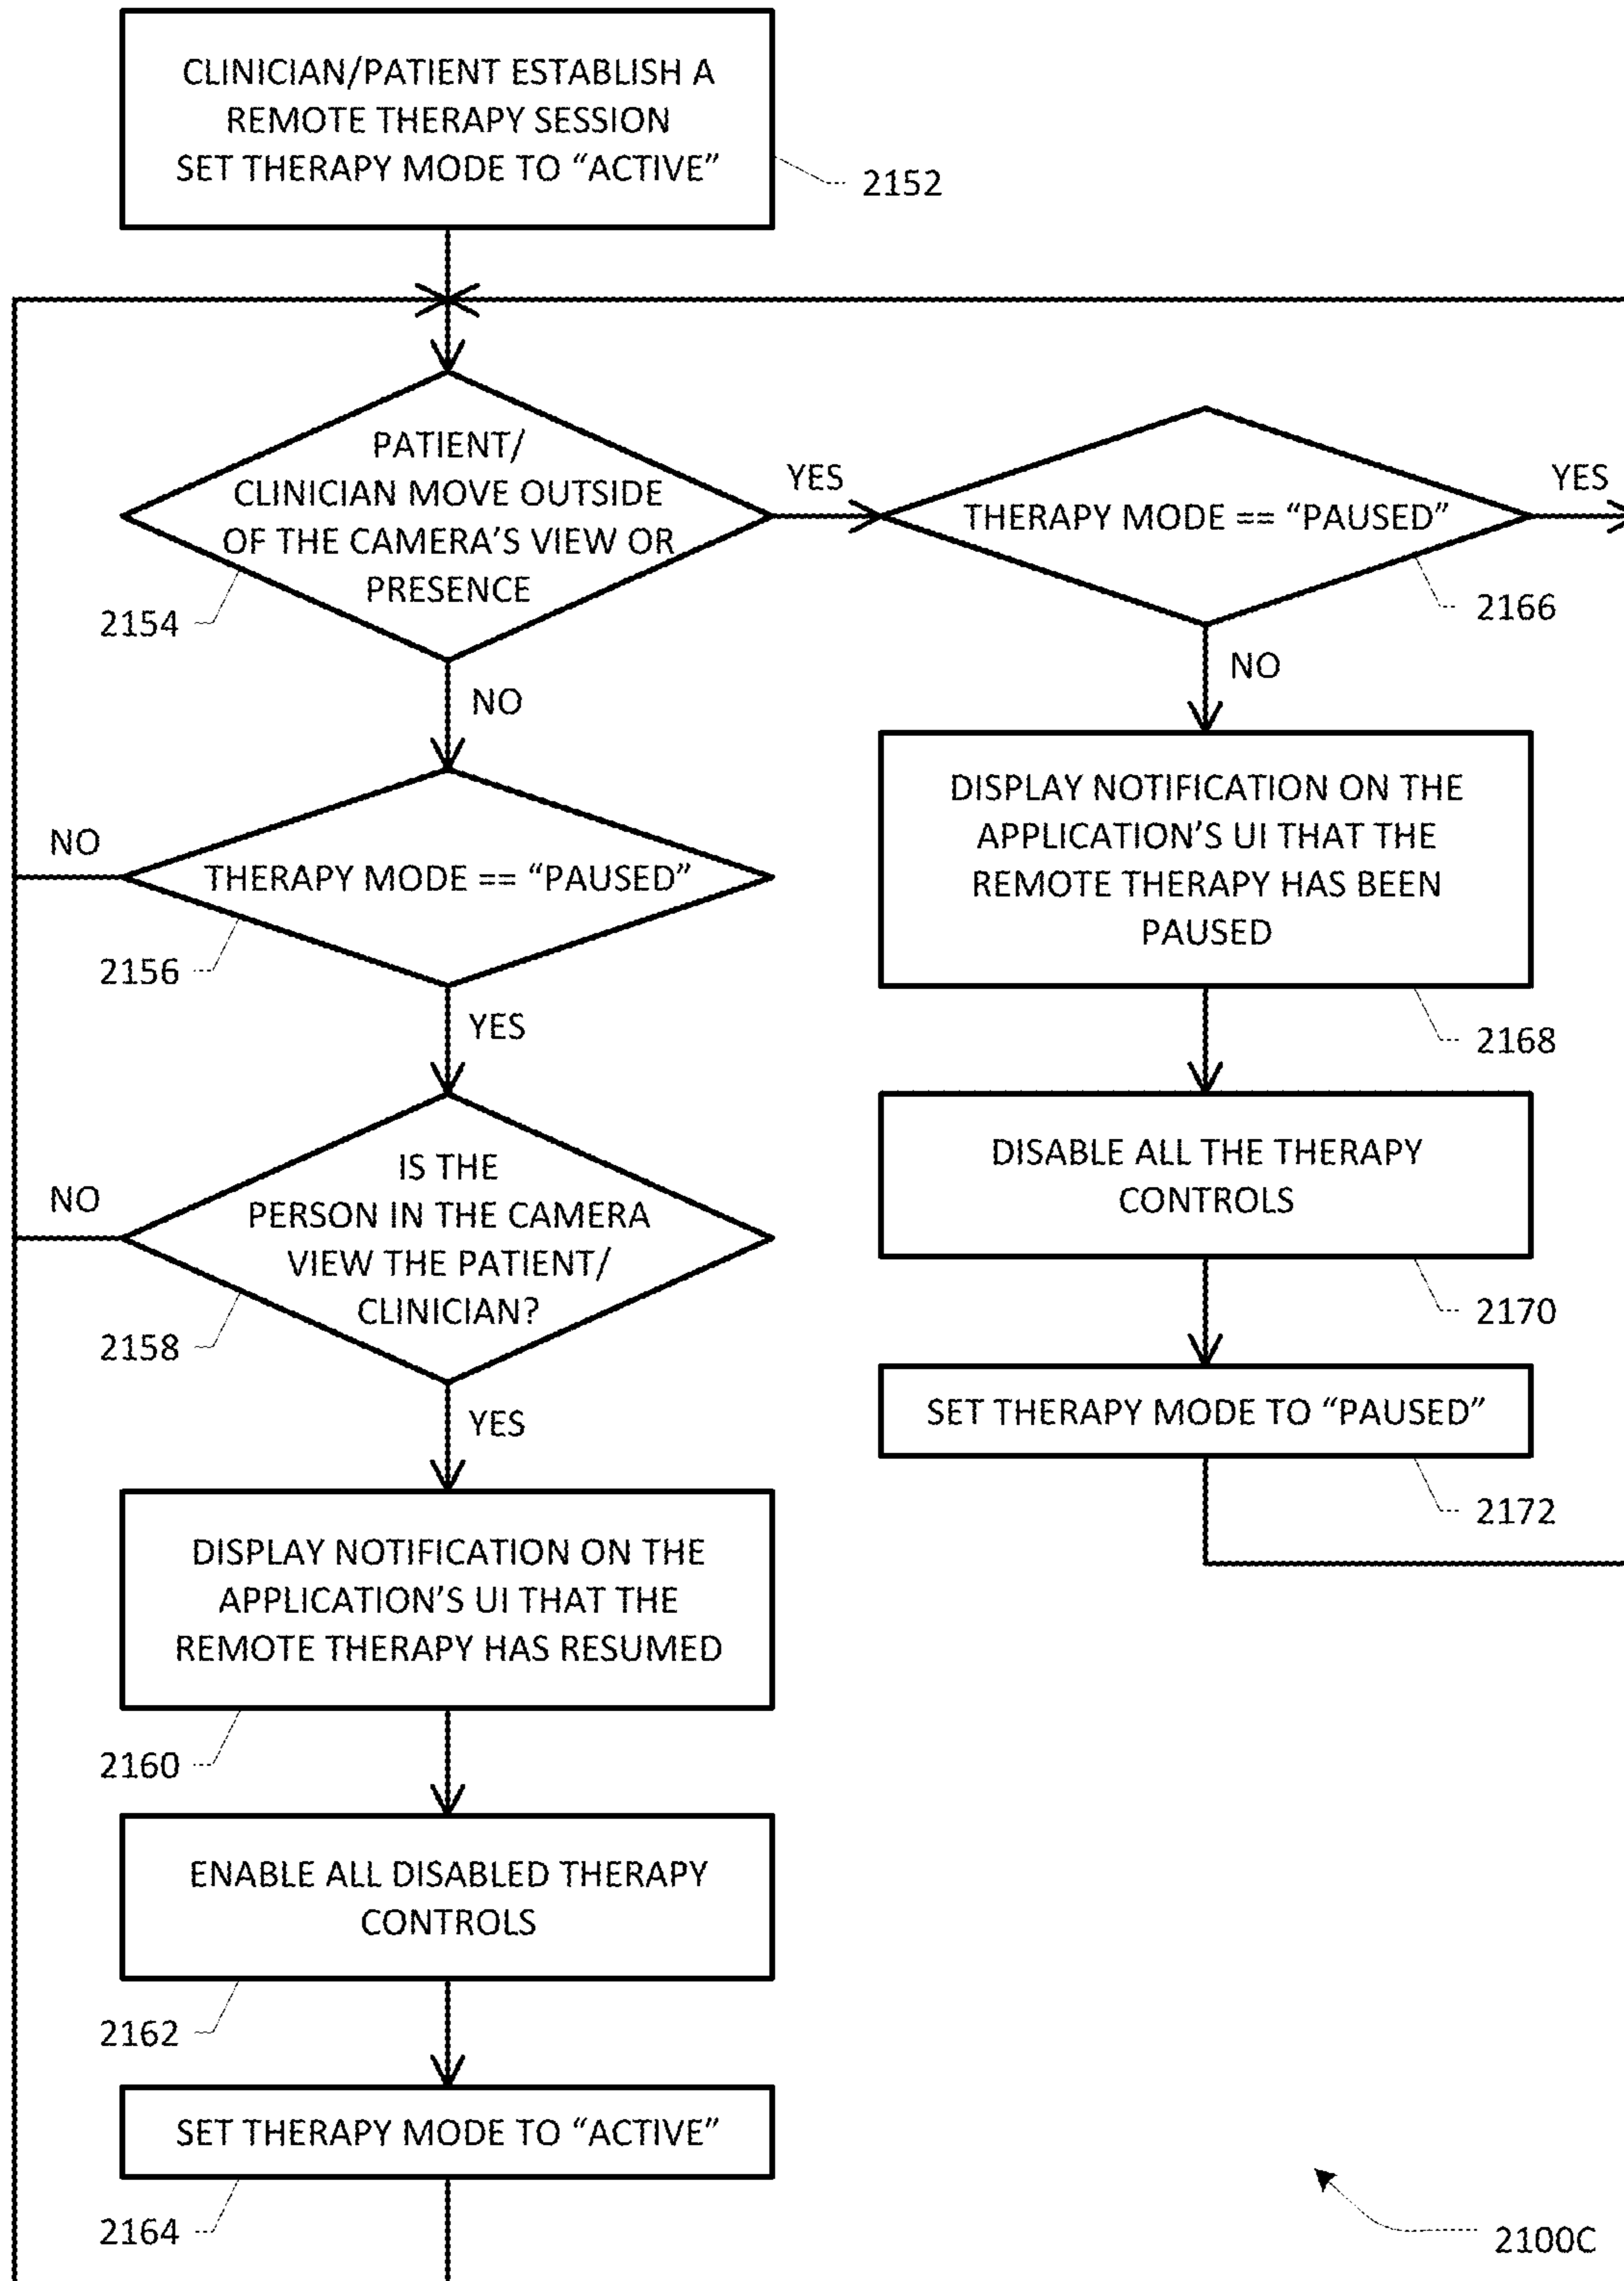 CLINICIAN/PATIENT ESTABLISH A
REMOTE THERAPY SESSION
SET THERAPY MODE TO “ACTIVE”
2152
PATIENT/
CLINICIAN MOVE OUTSIDE
OF THE CAMERA’S VIEW OR
PRESENCE
2154
YES
THERAPY MODE == “PAUSED”
YES
2166
NO
NO
DISPLAY NOTIFICATION ON THE
APPLICATION’S UI THAT THE
REMOTE THERAPY HAS BEEN
PAUSED
2168
NO
THERAPY MODE == “PAUSED”
2156
YES
DISABLE ALL THE THERAPY
CONTROLS
2170
NO
IS THE
PERSON IN THE CAMERA
VIEW THE PATIENT/
CLINICIAN?
2158
YES
SET THERAPY MODE TO “PAUSED”
2172
DISPLAY NOTIFICATION ON THE
APPLICATION’S UI THAT THE
REMOTE THERAPY HAS RESUMED
2160
ENABLE ALL DISABLED THERAPY
CONTROLS
2162
SET THERAPY MODE TO “ACTIVE”
2164
2100C